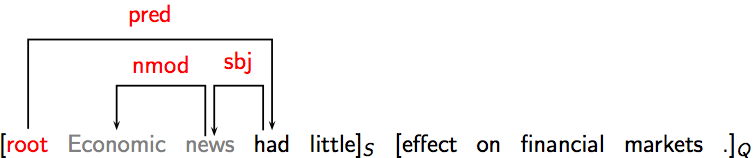 pred
nmod sbj
[root Economic news had little]S [effect on financial markets .]Q